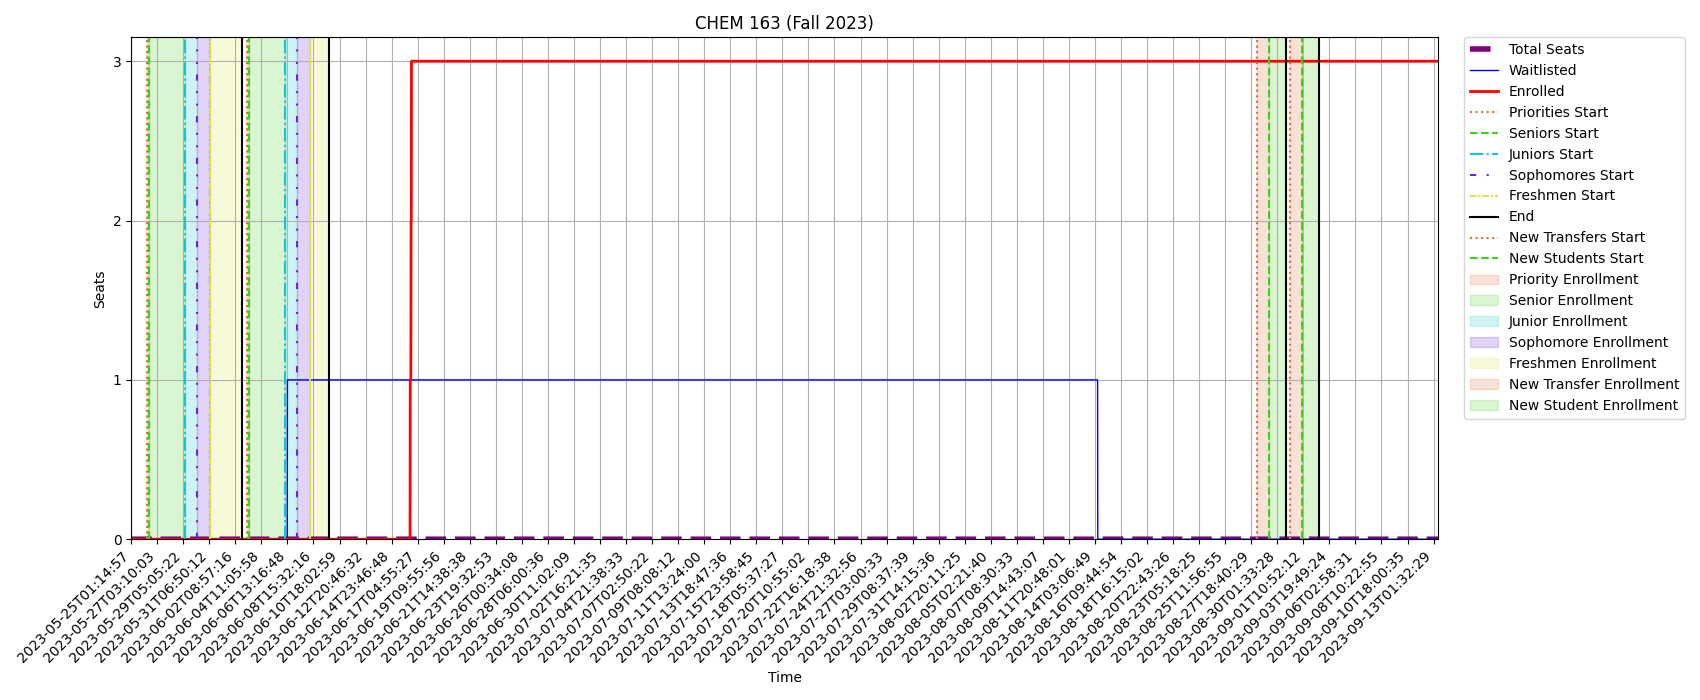 CHEM 163 (Fall 2023)
Seats
3
2
1
0
2023-05-25T01:14:57
2023-05-27T03:10:03
2023-05-29T05:05:22
2023-05-31T06:50:12
2023-06-02T08:57:16
2023-06-04T11:05:58
2023-06-06T13:16:48
2023-06-08T15:32:16
2023-06-10T18:02:59
2023-06-12T20:46:32
2023-06-14T23:46:48
2023-06-17T04:55:27
2023-06-19T09:55:56
2023-06-21T14:38:38
2023-06-23T19:32:53
2023-06-26T00:34:08
2023-06-28T06:00:36
2023-06-30T11:02:09
2023-07-02T16:21:35
2023-07-04T21:38:33
2023-07-07T02:50:22
2023-07-09T08:08:12
2023-07-11T13:24:00
2023-07-13T18:47:36
2023-07-15T23:58:45
2023-07-18T05:37:27
2023-07-20T10:55:02
2023-07-22T16:18:38
2023-07-24T21:32:56
2023-07-27T03:00:33
2023-07-29T08:37:39
2023-07-31T14:15:36
2023-08-02T20:11:25
2023-08-05T02:21:40
2023-08-07T08:30:33
2023-08-09T14:43:07
2023-08-11T20:48:01
2023-08-14T03:06:49
2023-08-16T09:44:54
2023-08-18T16:15:02
2023-08-20T22:43:26
2023-08-23T05:18:25
2023-08-25T11:56:55
2023-08-27T18:40:29
2023-08-30T01:33:28
2023-09-01T10:52:12
2023-09-03T19:49:24
2023-09-06T02:58:31
2023-09-08T10:22:55
2023-09-10T18:00:35
2023-09-13T01:32:29
Time
Total Seats
Waitlisted
Enrolled
Priorities Start
Seniors Start
Juniors Start
Sophomores Start
Freshmen Start
End
New Transfers Start
New Students Start
Priority Enrollment
Senior Enrollment
Junior Enrollment
Sophomore Enrollment
Freshmen Enrollment
New Transfer Enrollment
New Student Enrollment